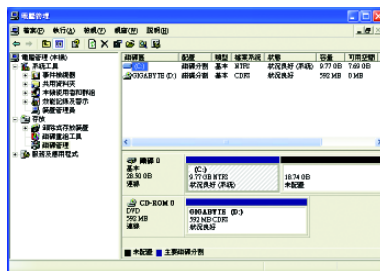 電腦管理
檔案(F) 執行(A) 檢視(V) 視窗(W) 說明(H)
電腦管理 (本機)
系統工具
事件檢視器
共用資料夾
本機使用者和群組
效能記錄及警示
裝置管理員
存放
卸除式存放裝置
磁碟重組工具
磁碟管理
服務及應用程式
磁碟區 配置 類型 檔案系統 狀態 容量 可用空間
(C:) 磁碟分割 基本 NTFS 狀況良好 (系統) 9.77 GB 7.69 GB
GIGABYTE (D:) 磁碟分割 基本 CDFS 狀況良好 592 MB 0 MB
磁碟 0
基本
28.50 GB
連線
(C:)
9.77 GB NTFS
狀況良好 (系統)
18.74 GB
未配置
CD-ROM 0
DVD
592 MB
連線
GIGABYTE (D:)
592 MB CDFS
狀況良好
未配置 主要磁碟分割